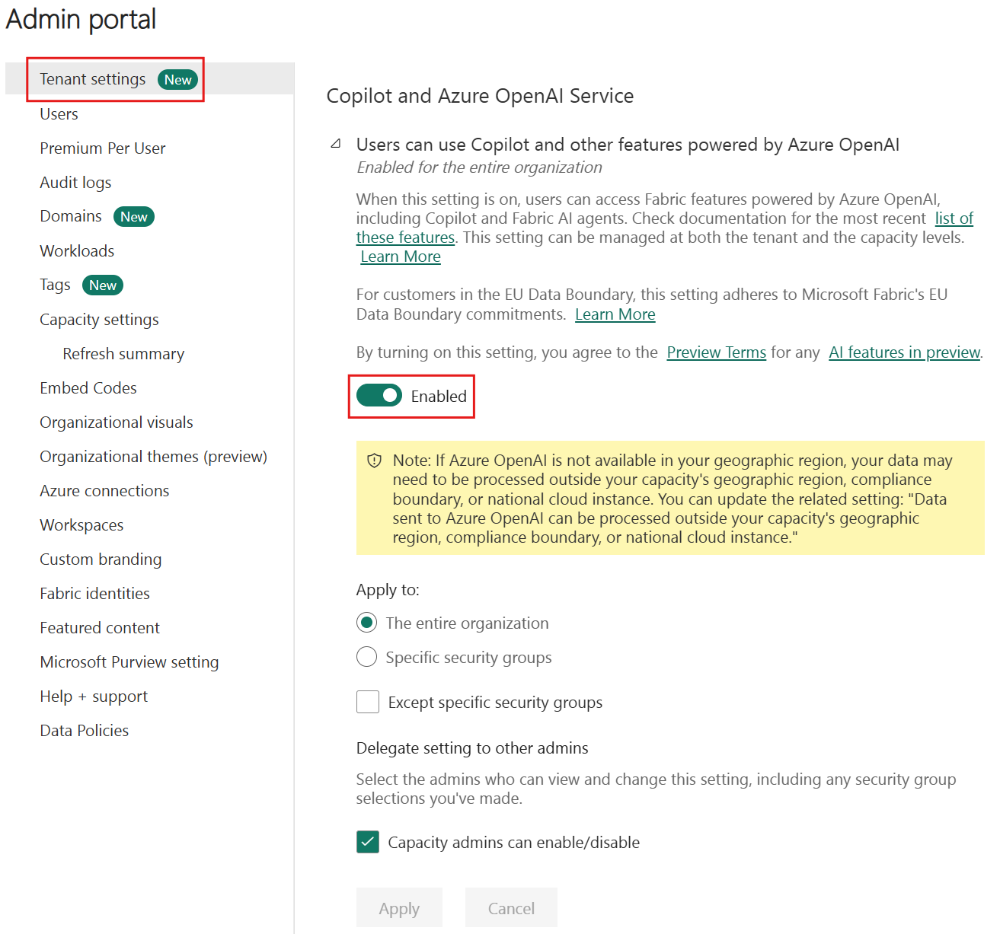 Admin portal
Tenant settings New
Users
Premium Per User
Audit logs
Domains New
Workloads
Tags New
Capacity settings
Refresh summary
Embed Codes
Organizational visuals
Organizational themes (preview)
Azure connections
Workspaces
Custom branding
Fabric identities
Featured content
Microsoft Purview setting
Help + support
Data Policies
Copilot and Azure OpenAI Service
Users can use Copilot and other features powered by Azure OpenAI
Enabled for the entire organization
When this setting is on, users can access Fabric features powered by Azure OpenAI,
including Copilot and Fabric AI agents. Check documentation for the most recent list of
these features. This setting can be managed at both the tenant and the capacity levels.
Learn More
For customers in the EU Data Boundary, this setting adheres to Microsoft Fabric's EU
Data Boundary commitments. Learn More
By turning on this setting, you agree to the Preview Terms for any AI features in preview.
Enabled
Note: If Azure OpenAI is not available in your geographic region, your data may
need to be processed outside your capacity's geographic region, compliance
boundary, or national cloud instance. You can update the related setting: "Data
sent to Azure OpenAI can be processed outside your capacity's geographic
region, compliance boundary, or national cloud instance."
Apply to:
The entire organization
Specific security groups
Except specific security groups
Delegate setting to other admins
Select the admins who can view and change this setting, including any security group
selections you've made.
Capacity admins can enable/disable
Apply Cancel